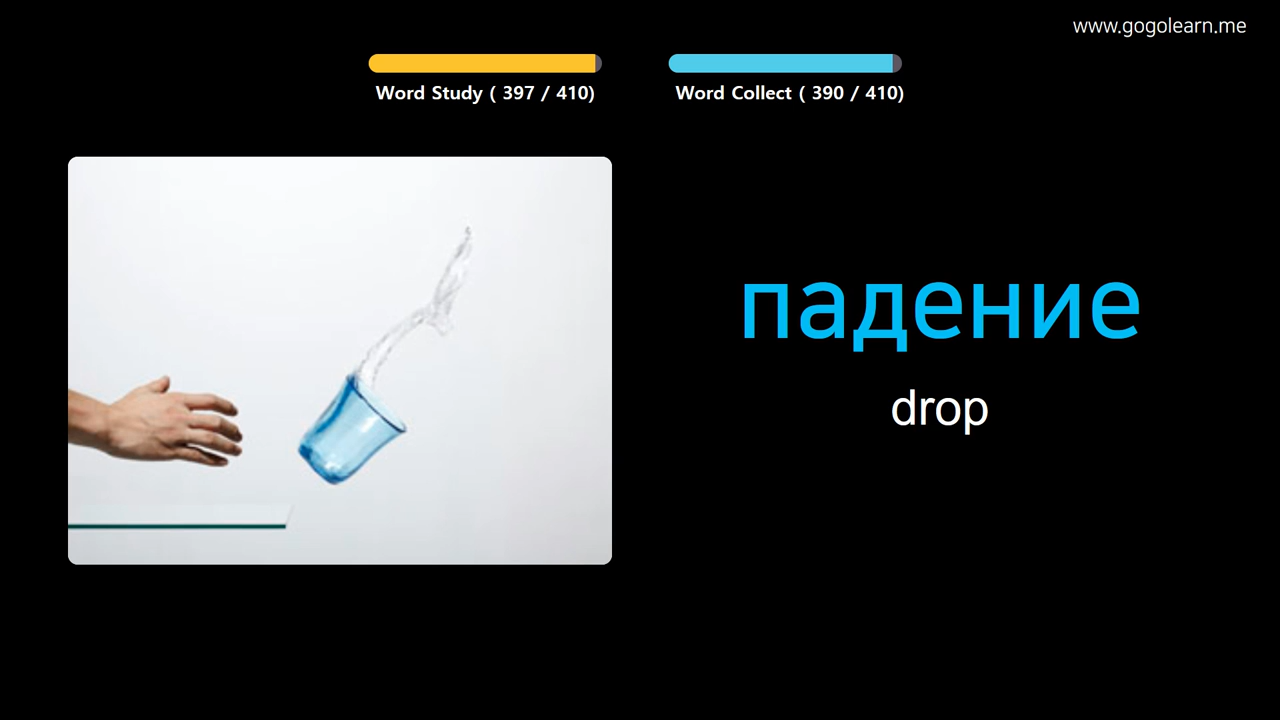 www.gogolearn.me
Word Study ( 397 / 410)
Word Collect ( 390 / 410)
падение
drop